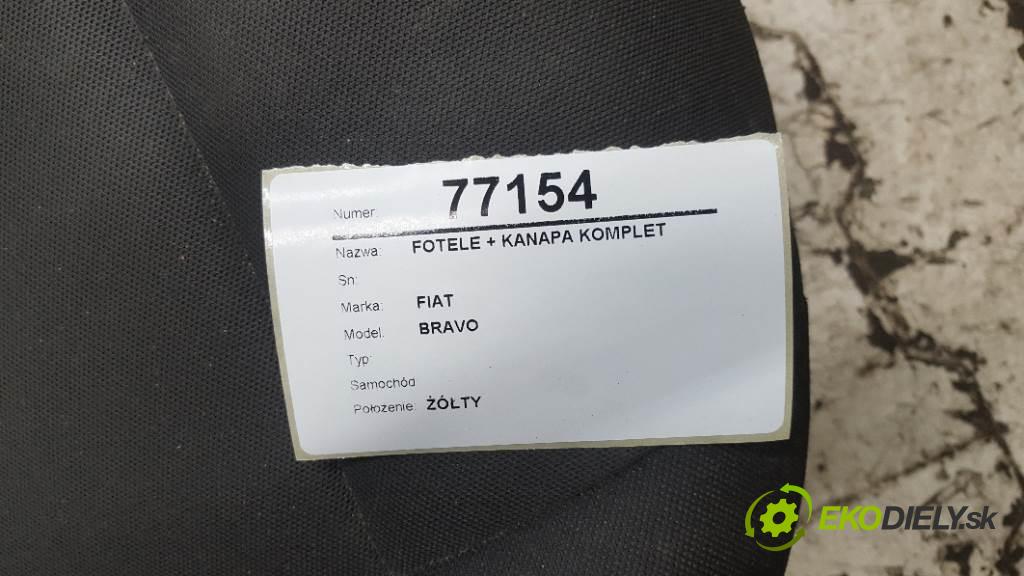 Numer: 77154
Nazwa: FOTELE + KANAPA KOMPLET
Sn:
Marka: FIAT
Model: BRAVO
Typ:
Samochód
Położenie: ŻÓŁTY
EKODIELY.sk